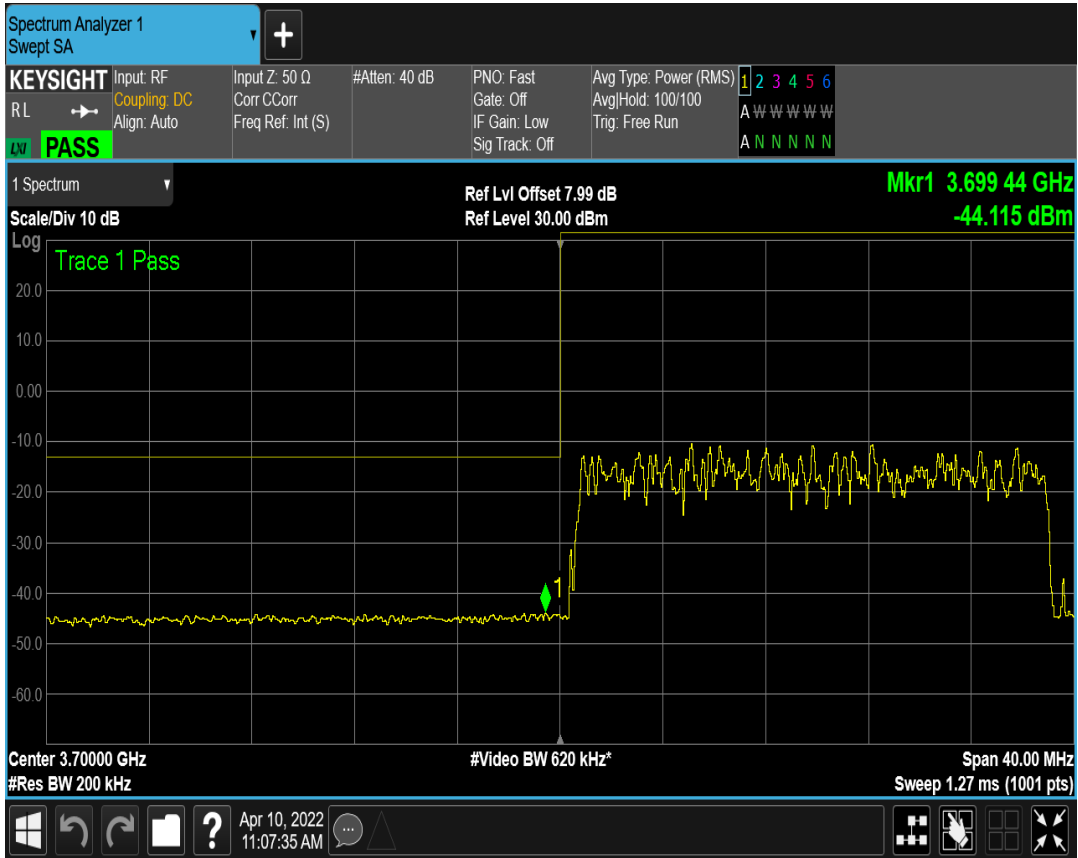 Spectrum Analyzer 1
Swept SA
KEYSIGHT
R L
LXI
PASS
Input: RF
Coupling: DC
Align: Auto
Input Z: 50 Ω
Corr CCorr
Freq Ref: Int (S)
#Atten: 40 dB
PNO: Fast
Gate: Off
IF Gain: Low
Sig Track: Off
Avg Type: Power (RMS)
Avg|Hold: 100/100
Trig: Free Run
1 2 3 4 5 6
A W W W W W
A N N N N N
1 Spectrum
Scale/Div 10 dB
Ref Lvl Offset 7.99 dB
Ref Level 30.00 dBm
Mkr1 3.699 44 GHz
-44.115 dBm
Log
Trace 1 Pass
20.0
10.0
0.00
-10.0
-20.0
-30.0
-40.0
1
-50.0
-60.0
Center 3.70000 GHz
#Video BW 620 kHz*
Span 40.00 MHz
#Res BW 200 kHz
Sweep 1.27 ms (1001 pts)
?
Apr 10, 2022
11:07:35 AM